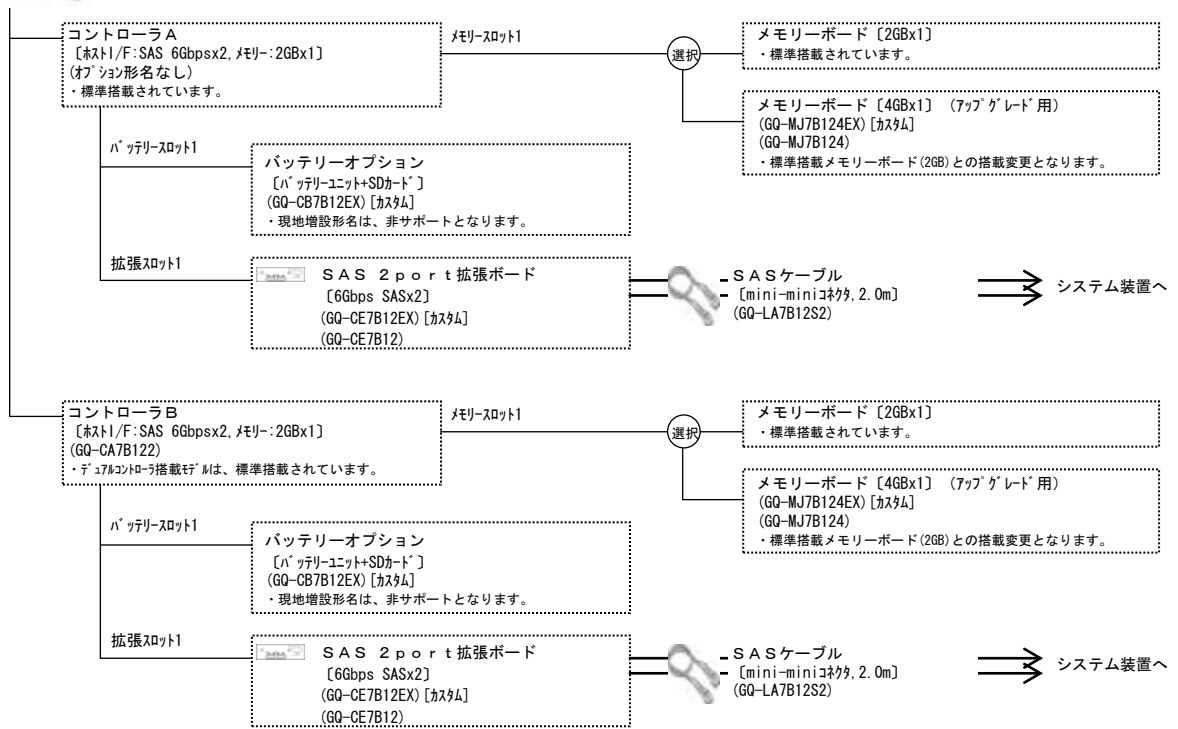 コントローラA
〔ﾎｽﾄI/F:SAS 6Gbpsx2,ﾒﾓﾘｰ:2GBx1〕
(ｵﾌﾟｼｮﾝ形名なし)
・標準搭載されています。
ﾒﾓﾘｰｽﾛｯﾄ1
選択
メモリーボード〔2GBx1〕
・標準搭載されています。
メモリーボード〔4GBx1〕 (ｱｯﾌﾟｸﾞﾚｰﾄﾞ用)
(GQ-MJ7B124EX)[ｶｽﾀﾑ]
(GQ-MJ7B124)
・標準搭載メモリーボード(2GB)との搭載変更となります。
ﾊﾞｯﾃﾘｰｽﾛｯﾄ1
バッテリーオプション
〔ﾊﾞｯﾃﾘｰﾕﾆｯﾄ+SDｶｰﾄﾞ〕
(GQ-CB7B12EX)[ｶｽﾀﾑ]
・現地増設形名は、非サポートとなります。
拡張ｽﾛｯﾄ1
SAS 2port拡張ボード
〔6Gbps SASx2〕
(GQ-CE7B12EX)[ｶｽﾀﾑ]
(GQ-CE7B12)
SASケーブル
〔mini-miniｺﾈｸﾀ,2.0m〕
(GQ-LA7B12S2)
システム装置へ
コントローラB
〔ﾎｽﾄI/F:SAS 6Gbpsx2,ﾒﾓﾘｰ:2GBx1〕
(GQ-CA7B122)
・ﾃﾞｭｱﾙｺﾝﾄﾛｰﾗ搭載ﾓﾃﾞﾙは、標準搭載されています。
ﾒﾓﾘｰｽﾛｯﾄ1
選択
メモリーボード〔2GBx1〕
・標準搭載されています。
メモリーボード〔4GBx1〕 (ｱｯﾌﾟｸﾞﾚｰﾄﾞ用)
(GQ-MJ7B124EX)[ｶｽﾀﾑ]
(GQ-MJ7B124)
・標準搭載メモリーボード(2GB)との搭載変更となります。
ﾊﾞｯﾃﾘｰｽﾛｯﾄ1
バッテリーオプション
〔ﾊﾞｯﾃﾘｰﾕﾆｯﾄ+SDｶｰﾄﾞ〕
(GQ-CB7B12EX)[ｶｽﾀﾑ]
・現地増設形名は、非サポートとなります。
拡張ｽﾛｯﾄ1
SAS 2port拡張ボード
〔6Gbps SASx2〕
(GQ-CE7B12EX)[ｶｽﾀﾑ]
(GQ-CE7B12)
SASケーブル
〔mini-miniｺﾈｸﾀ,2.0m〕
(GQ-LA7B12S2)
システム装置へ